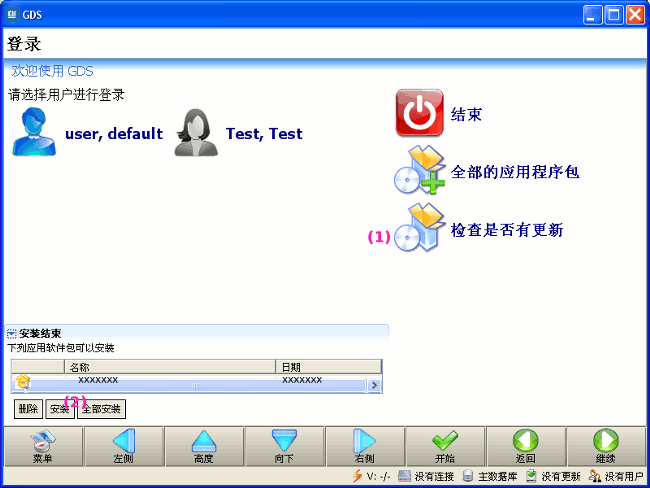 GDS
登录
欢迎使用 GDS
请选择用户进行登录
user, default
Test, Test
结束
全部的应用程序包
(1)
检查是否有更新
安装结束
下列应用软件包可以安装
名称
日期
xxxxxxx
xxxxxxx
删除
安装
(2)
全部安装
菜单
左侧
高度
向下
右侧
开始
返回
继续
V: -/-
没有连接
主数据库
没有更新
没有用户